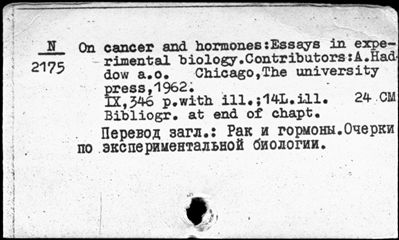 N
2175
On cancer and hormones:Essays in expe-
rimental biology.Contributors:A.Had-
dow a.o. Chicago,The university
press,1962.
IX,346 p.with ill.;14L.ill. 24 CM
Bibliogr. at end of chapt.
Перевод загл.: Рак и гормоны.Очерки
по экспериментальной биологии.